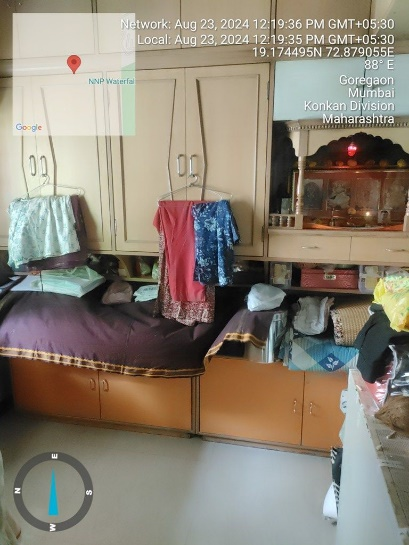 Network: Aug 23, 2024 12:19:36 PM GMT+05:30
Local: Aug 23, 2024 12:19:35 PM GMT+05:30
19.174495N 72.879055E
88° E
Goregaon
Mumbai
Konkan Division
Maharashtra
NNP Waterfal
Google
E
N
S
W